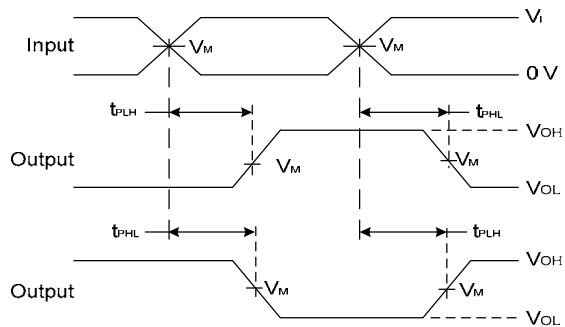 VI
Input VM VM
0 V
tPLH tPHL
VOH
Output VM VM
VOL
tPHL tPLH
VOH
Output VM VM
VOL